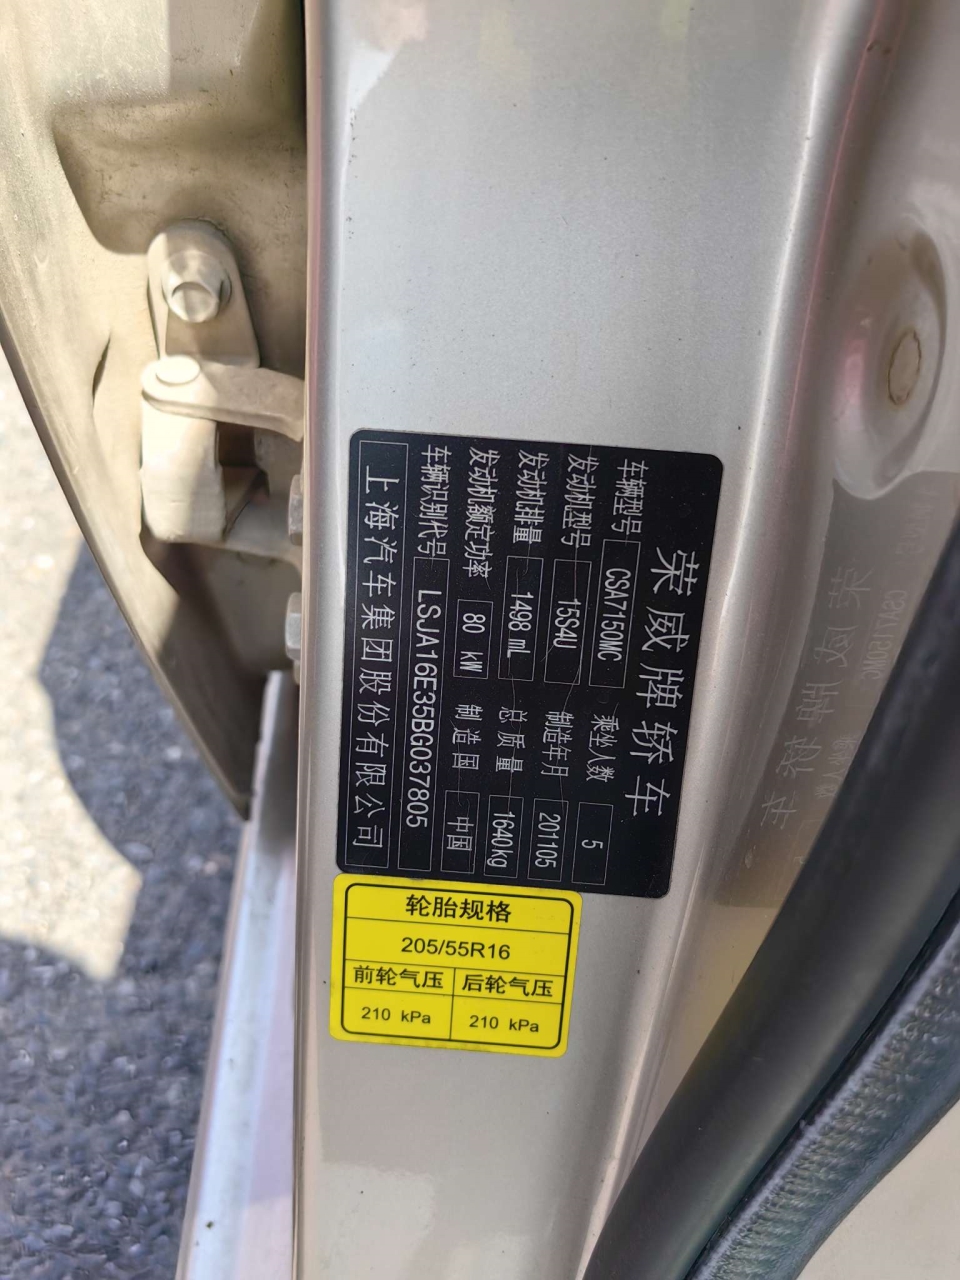 荣威牌轿车
车辆型号 CSA7150MC 乘坐人数 5
发动机型号 15S4U 制造年月 201105
发动机排量 1498 mL 总质量 1640kg
发动机额定功率 80 kW 制造国 中国
车辆识别代号 LSJA16E35BG037805
上海汽车集团股份有限公司
轮胎规格
205/55R16
前轮气压 后轮气压
210 kPa 210 kPa